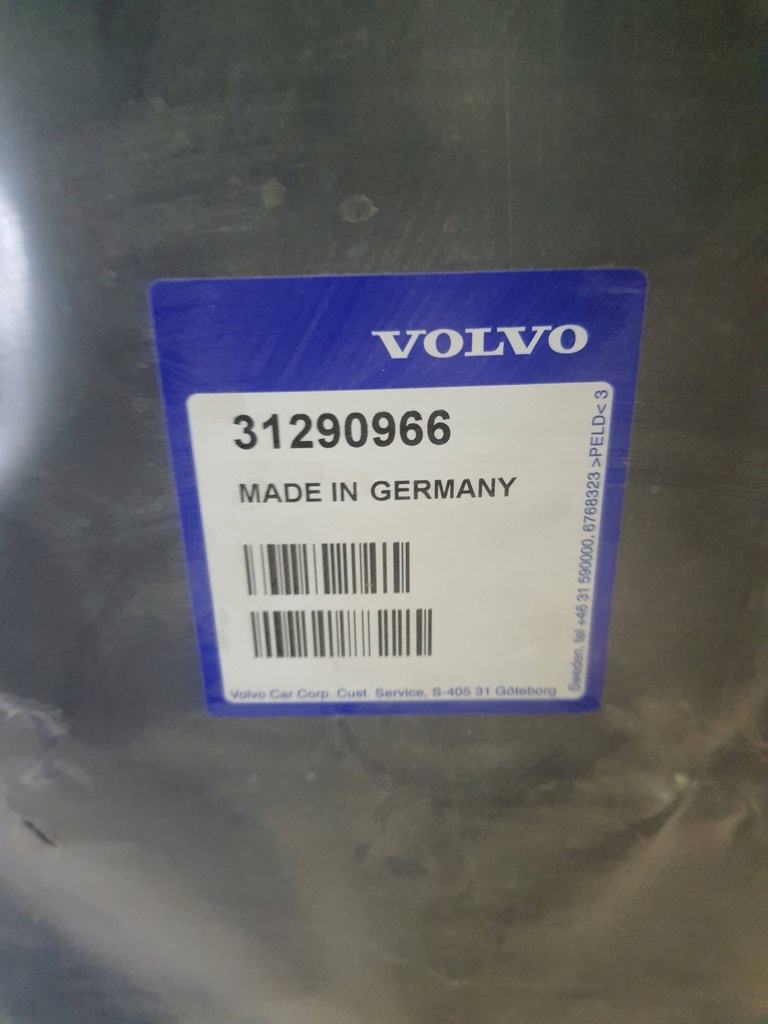 VOLVO
31290966
MADE IN GERMANY
Volvo Car Corp. Cust. Service, S-405 31 Göteborg
Sweden, tel +46 31 590000, 6768323 >PELD< 3